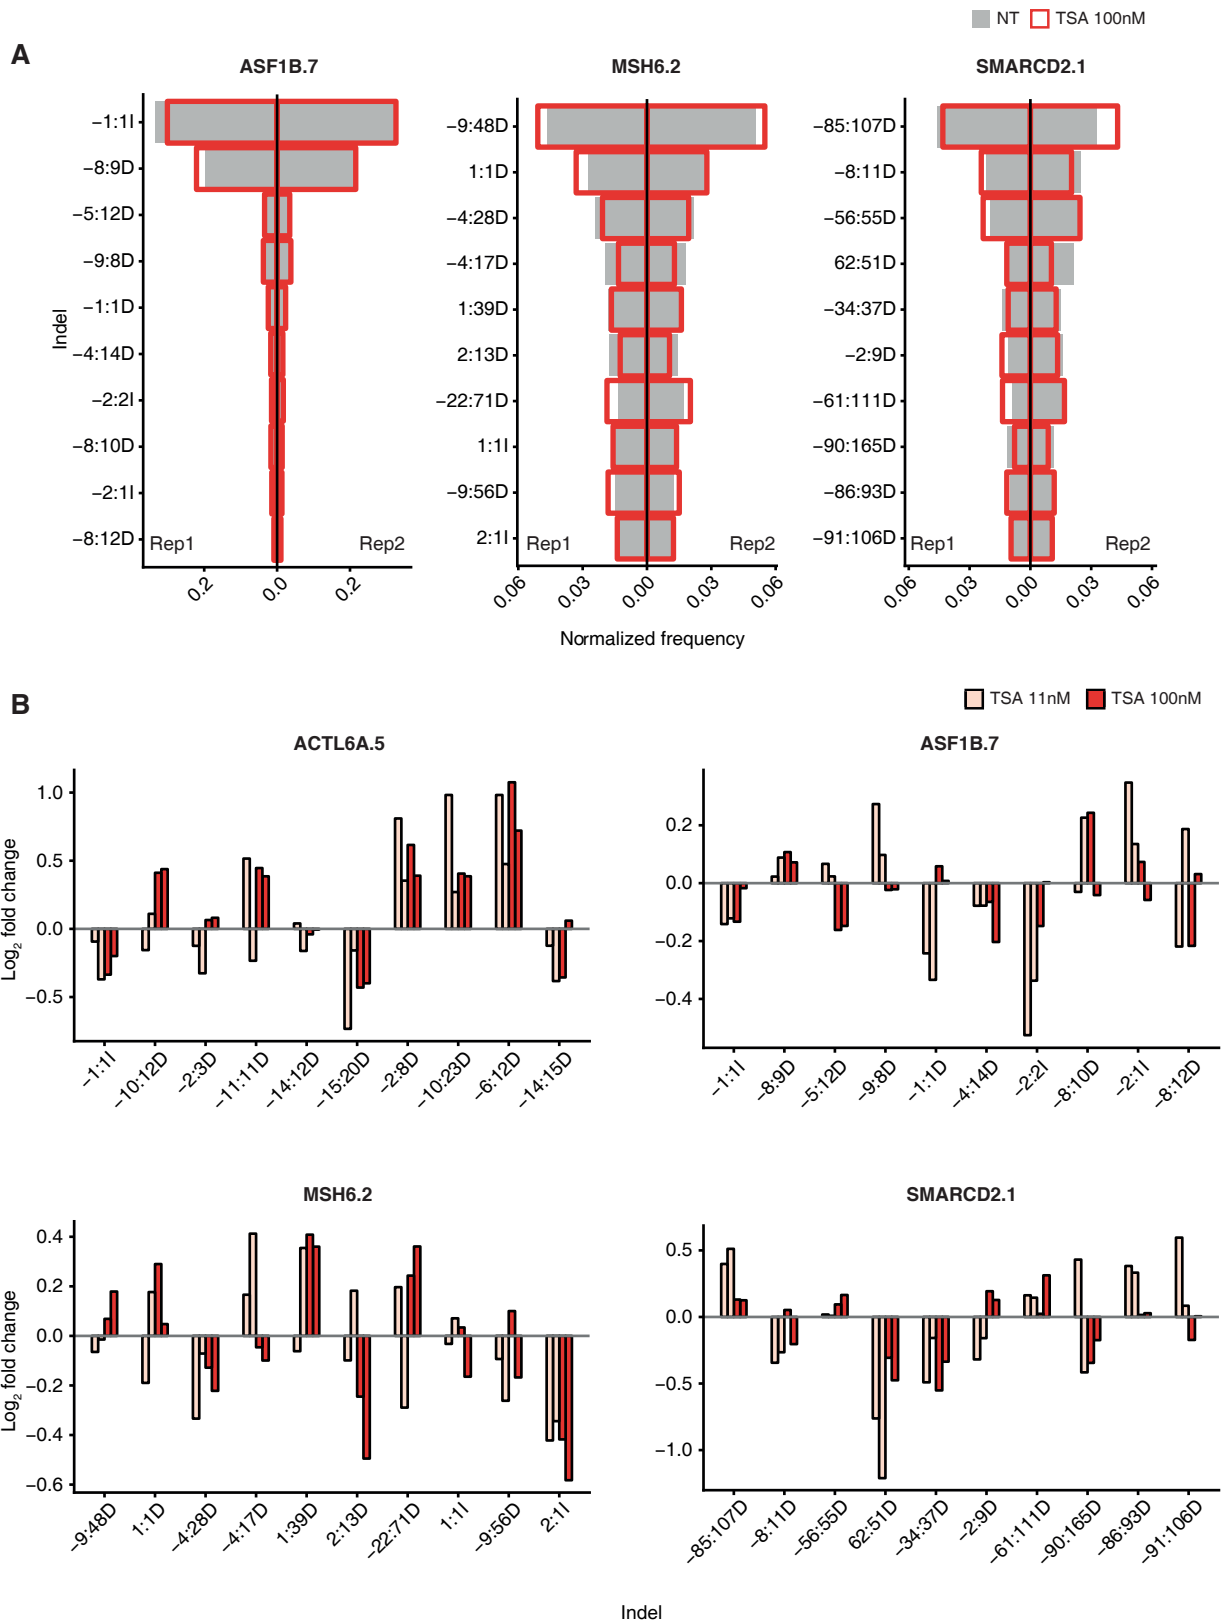 NT TSA 100nM
A
ASF1B.7 MSH6.2 SMARCD2.1
Indel
−1:1I
−8:9D
−5:12D
−9:8D
−1:1D
−4:14D
−2:2I
−8:10D
−2:1I
−8:12D
Rep1 Rep2
0.2 0.0 0.2
−9:48D
1:1D
−4:28D
−4:17D
1:39D
2:13D
−22:71D
1:1I
−9:56D
2:1I
Rep1 Rep2
0.06 0.03 0.00 0.03 0.06
−85:107D
−8:11D
−56:55D
62:51D
−34:37D
−2:9D
−61:111D
−90:165D
−86:93D
−91:106D
Rep1 Rep2
0.06 0.03 0.00 0.03 0.06
Normalized frequency
B
TSA 11nM TSA 100nM
ACTL6A.5
Log2 fold change
1.0
0.5
0.0
−0.5
−1:1I −10:12D −2:3D −11:11D −14:12D −15:20D −2:8D −10:23D −6:12D −14:15D
ASF1B.7
0.2
0.0
−0.2
−0.4
−1:1I −8:9D −5:12D −9:8D −1:1D −4:14D −2:2I −8:10D −2:1I −8:12D
MSH6.2
Log2 fold change
0.4
0.2
0.0
−0.2
−0.4
−0.6
−9:48D 1:1D −4:28D −4:17D 1:39D 2:13D −22:71D 1:1I −9:56D 2:1I
SMARCD2.1
0.5
0.0
−0.5
−1.0
−85:107D −8:11D −56:55D 62:51D −34:37D −2:9D −61:111D −90:165D −86:93D −91:106D
Indel